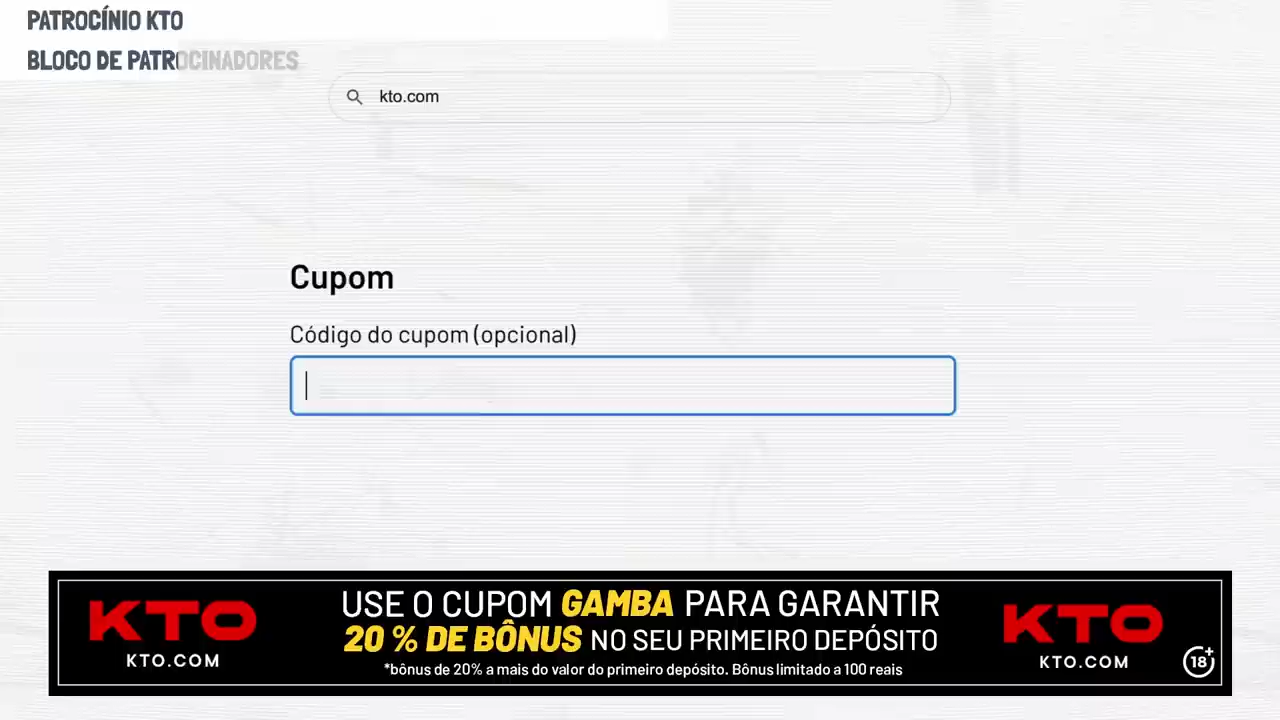 PATROCÍNIO KTO
BLOCO DE PATROCINADORES
kto.com
Cupom
Código do cupom (opcional)
KTO
KTO.COM
USE O CUPOM GAMBA PARA GARANTIR
20 % DE BÔNUS NO SEU PRIMEIRO DEPÓSITO
*bônus de 20% a mais do valor do primeiro depósito. Bônus limitado a 100 reais
KTO
KTO.COM
18+